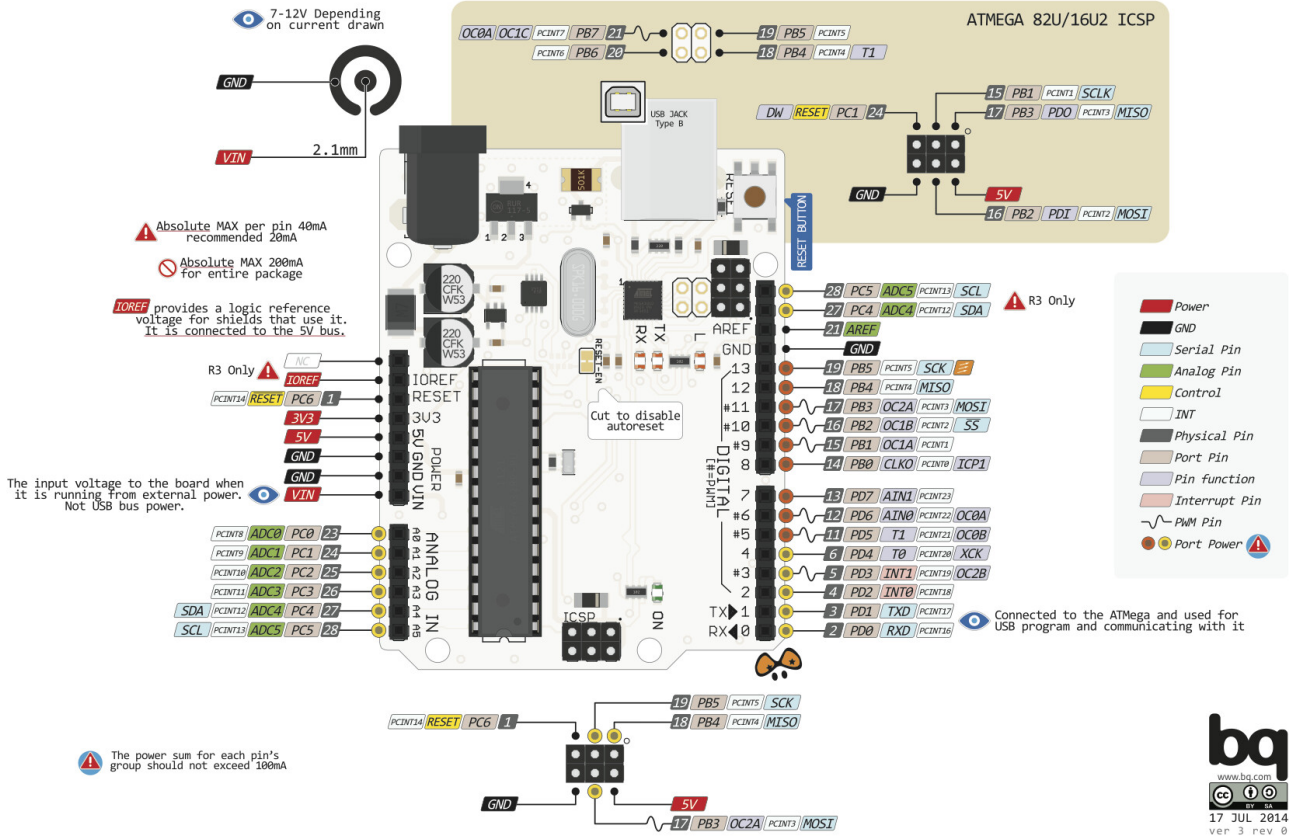 7-12V Depending
on current drawn
GND
VIN
2.1mm
ATMEGA 82U/16U2 ICSP
OC0A OC1C PCINT7 PB7 21
PCINT6 PB6 20
19 PB5 PCINT5
18 PB4 PCINT4 T1
15 PB1 PCINT1 SCLK
17 PB3 PDO PCINT3 MISO
DW RESET PC1 24
GND
5V
16 PB2 PDI PCINT2 MOSI
USB JACK
Type B
RESET BUTTON
Absolute MAX per pin 40mA
recommended 20mA
Absolute MAX 200mA
for entire package
IOREF provides a logic reference
voltage for shields that use it.
It is connected to the 5V bus.
4
1 2 3
501K
220
CFK
W53
220
CFK
W53
1
RX
TX
L
RESET-EN
Cut to disable
autoreset
R3 Only
NC
IOREF
PCINT14 RESET PC6 1
3V3
5V
GND
GND
VIN
IOREF
RESET
3V3
5V
GND
VIN
POWER
The input voltage to the board when
it is running from external power.
Not USB bus power.
PCINT8 ADC0 PC0 23
PCINT9 ADC1 PC1 24
PCINT10 ADC2 PC2 25
PCINT11 ADC3 PC3 26
SDA PCINT12 ADC4 PC4 27
SCL PCINT13 ADC5 PC5 28
A0
A1
A2
A3
A4
A5
ANALOG IN
ICSP
ON
AREF
GND
13
12
#11
#10
#9
8
7
#6
#5
4
#3
2
TX 1
RX 0
DIGITAL
[#=PWM]
28 PC5 ADC5 PCINT13 SCL
27 PC4 ADC4 PCINT12 SDA
R3 Only
21 AREF
GND
19 PB5 PCINT5 SCK
18 PB4 PCINT4 MISO
17 PB3 OC2A PCINT3 MOSI
16 PB2 OC1B PCINT2 SS
15 PB1 OC1A PCINT1
14 PB0 CLKO PCINT0 ICP1
13 PD7 AIN1 PCINT23
12 PD6 AIN0 PCINT22 OC0A
11 PD5 T1 PCINT21 OC0B
6 PD4 T0 PCINT20 XCK
5 PD3 INT1 PCINT19 OC2B
4 PD2 INT0 PCINT18
3 PD1 TXD PCINT17
2 PD0 RXD PCINT16
Connected to the ATMega and used for
USB program and communicating with it
Power
GND
Serial Pin
Analog Pin
Control
INT
Physical Pin
Port Pin
Pin function
Interrupt Pin
PWM Pin
Port Power
19 PB5 PCINT5 SCK
18 PB4 PCINT4 MISO
PCINT14 RESET PC6 1
GND
5V
17 PB3 OC2A PCINT3 MOSI
The power sum for each pin's
group should not exceed 100mA
bq
www.bq.com
cc
BY SA
17 JUL 2014
ver 3 rev 0